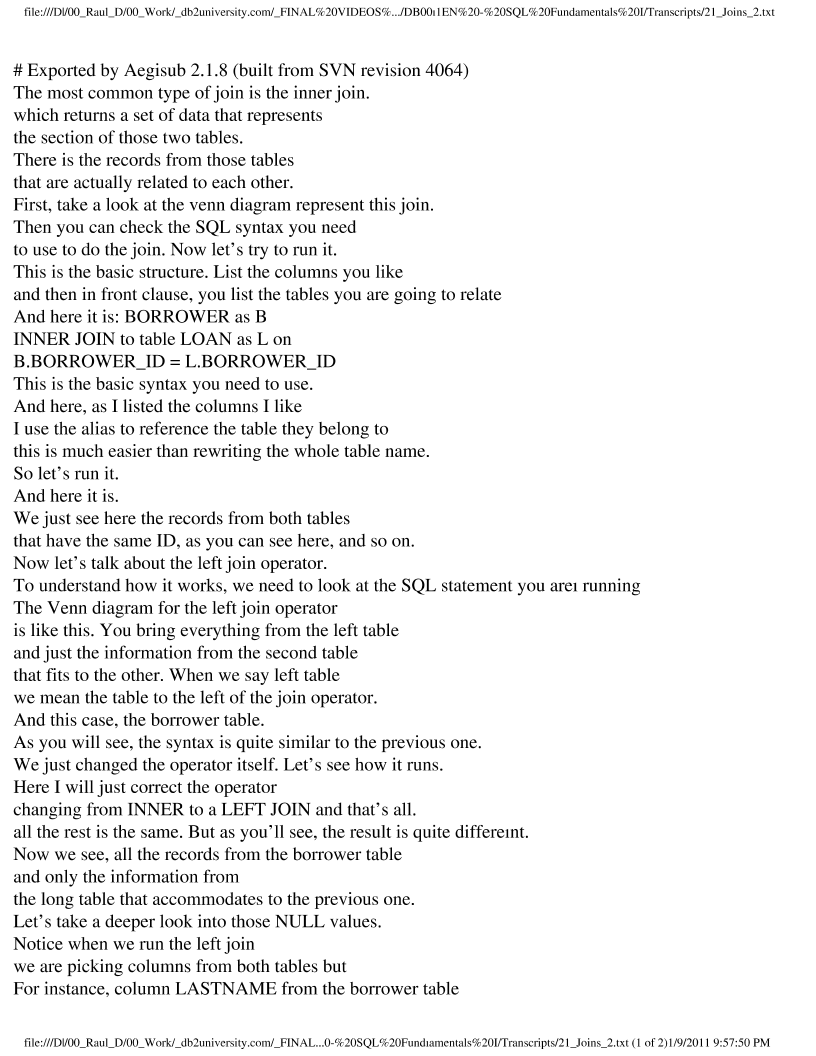 file:///D|/00_Raul_D/00_Work/_db2university.com/_FINAL%20VIDEOS%.../DB00ı1EN%20-%20SQL%20Fundamentals%20I/Transcripts/21_Joins_2.txt
# Exported by Aegisub 2.1.8 (built from SVN revision 4064)
The most common type of join is the inner join.
which returns a set of data that represents
the section of those two tables.
There is the records from those tables
that are actually related to each other.
First, take a look at the venn diagram represent this join.
Then you can check the SQL syntax you need
to use to do the join. Now let's try to run it.
This is the basic structure. List the columns you like
and then in front clause, you list the tables you are going to relate
And here it is: BORROWER as B
INNER JOIN to table LOAN as L on
B.BORROWER_ID = L.BORROWER_ID
This is the basic syntax you need to use.
And here, as I listed the columns I like
I use the alias to reference the table they belong to
this is much easier than rewriting the whole table name.
So let's run it.
And here it is.
We just see here the records from both tables
that have the same ID, as you can see here, and so on.
Now let's talk about the left join operator.
To understand how it works, we need to look at the SQL statement you areı running
The Venn diagram for the left join operator
is like this. You bring everything from the left table
and just the information from the second table
that fits to the other. When we say left table
we mean the table to the left of the join operator.
And this case, the borrower table.
As you will see, the syntax is quite similar to the previous one.
We just changed the operator itself. Let's see how it runs.
Here I will just correct the operator
changing from INNER to a LEFT JOIN and that's all.
all the rest is the same. But as you'll see, the result is quite differeınt.
Now we see, all the records from the borrower table
and only the information from
the long table that accommodates to the previous one.
Let's take a deeper look into those NULL values.
Notice when we run the left join
we are picking columns from both tables but
For instance, column LASTNAME from the borrower table
file:///D|/00_Raul_D/00_Work/_db2university.com/_FINAL...0-%20SQL%20Fundıamentals%20I/Transcripts/21_Joins_2.txt (1 of 2)1/9/2011 9:57:50 PM